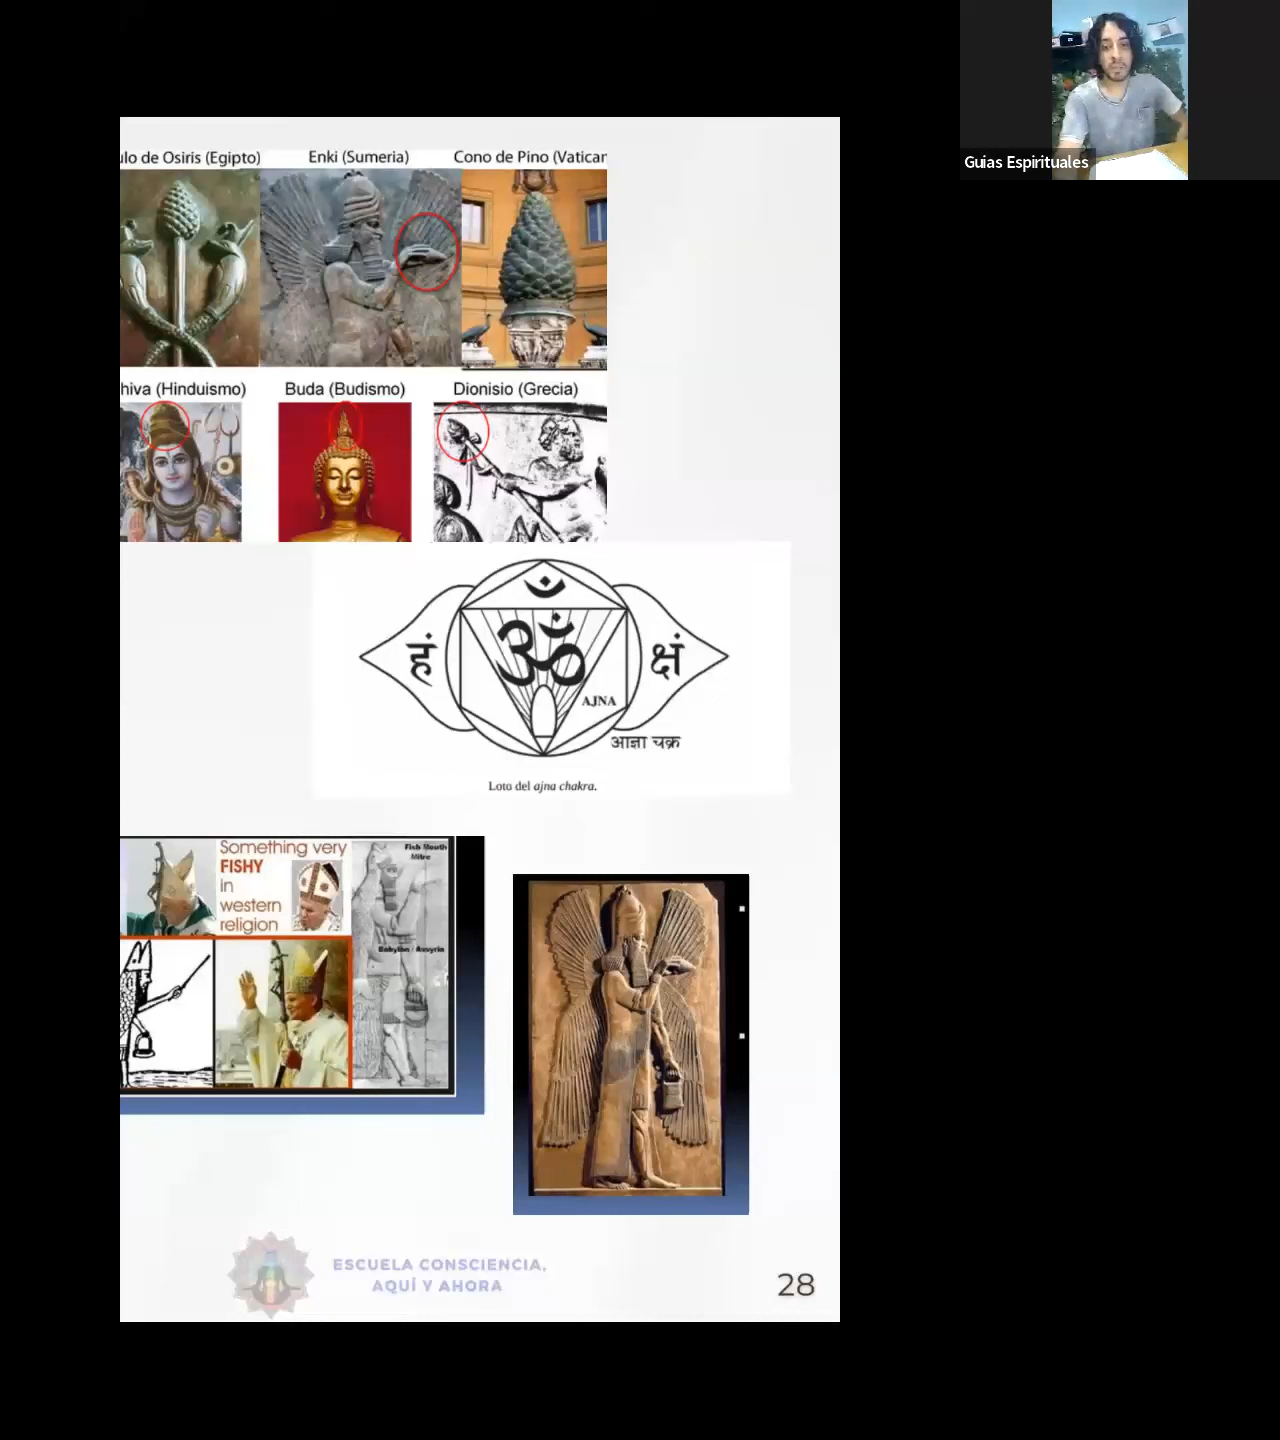 ulo de Osiris (Egipto)
Enki (Sumeria)
Cono de Pino (Vatican
hiva (Hinduismo)
Buda (Budismo)
Dionisio (Grecia)
ॐ
हं
क्षं
AJNA
आज्ञा चक्र
Loto del ajna chakra.
Something very
FISHY
in
western
religion
Fish Mouth
Mitre
Babylon - Assyria
ESCUELA CONSCIENCIA,
AQUÍ Y AHORA
28
Guias Espirituales